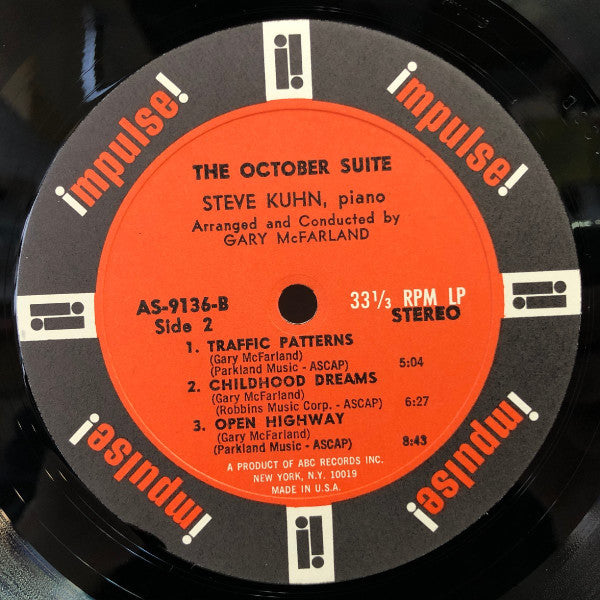 impulse!
impulse!
THE OCTOBER SUITE
STEVE KUHN, piano
Arranged and Conducted by
GARY McFARLAND
AS-9136-B
Side 2
33 1/3 RPM LP
STEREO
1. TRAFFIC PATTERNS
(Gary McFarland)
(Parkland Music - ASCAP) 5:04
2. CHILDHOOD DREAMS
(Gary McFarland)
(Robbins Music Corp. - ASCAP) 6:27
3. OPEN HIGHWAY
(Gary McFarland)
(Parkland Music - ASCAP) 8:43
A PRODUCT OF ABC RECORDS INC.
NEW YORK, N.Y. 10019
MADE IN U.S.A.
impulse!
impulse!